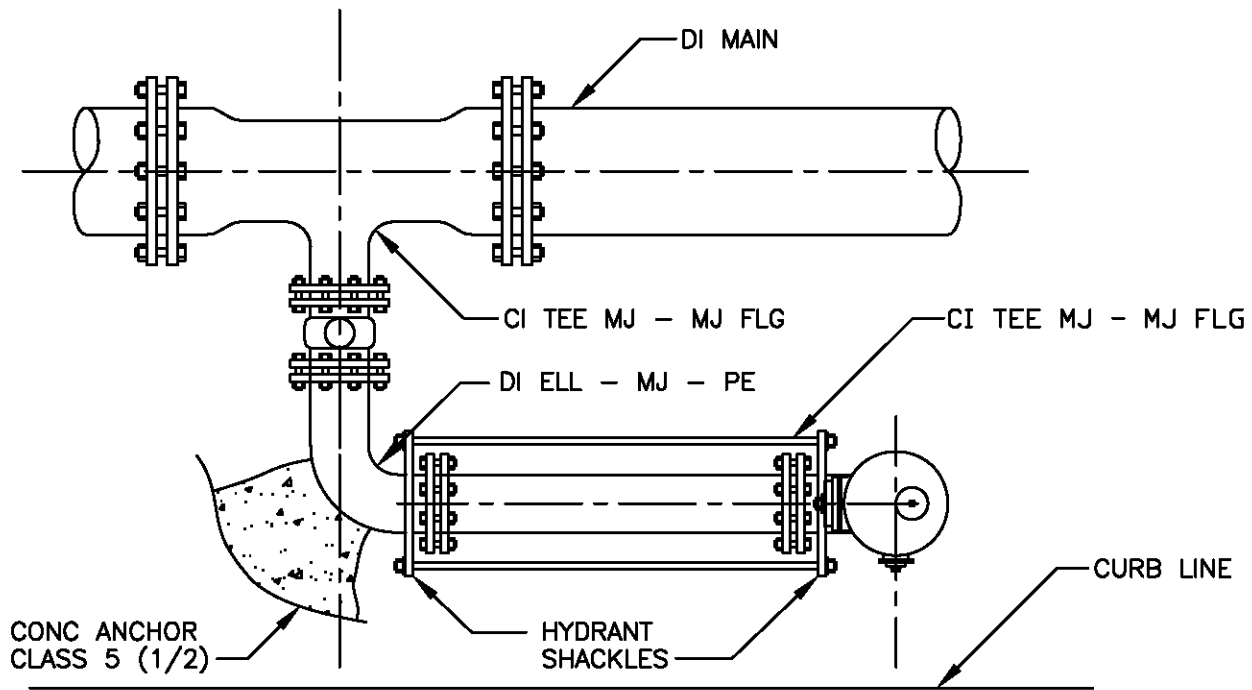 DI MAIN
CI TEE MJ - MJ FLG
CI TEE MJ - MJ FLG
DI ELL - MJ - PE
CURB LINE
CONC ANCHOR
CLASS 5 (1/2)
HYDRANT
SHACKLES